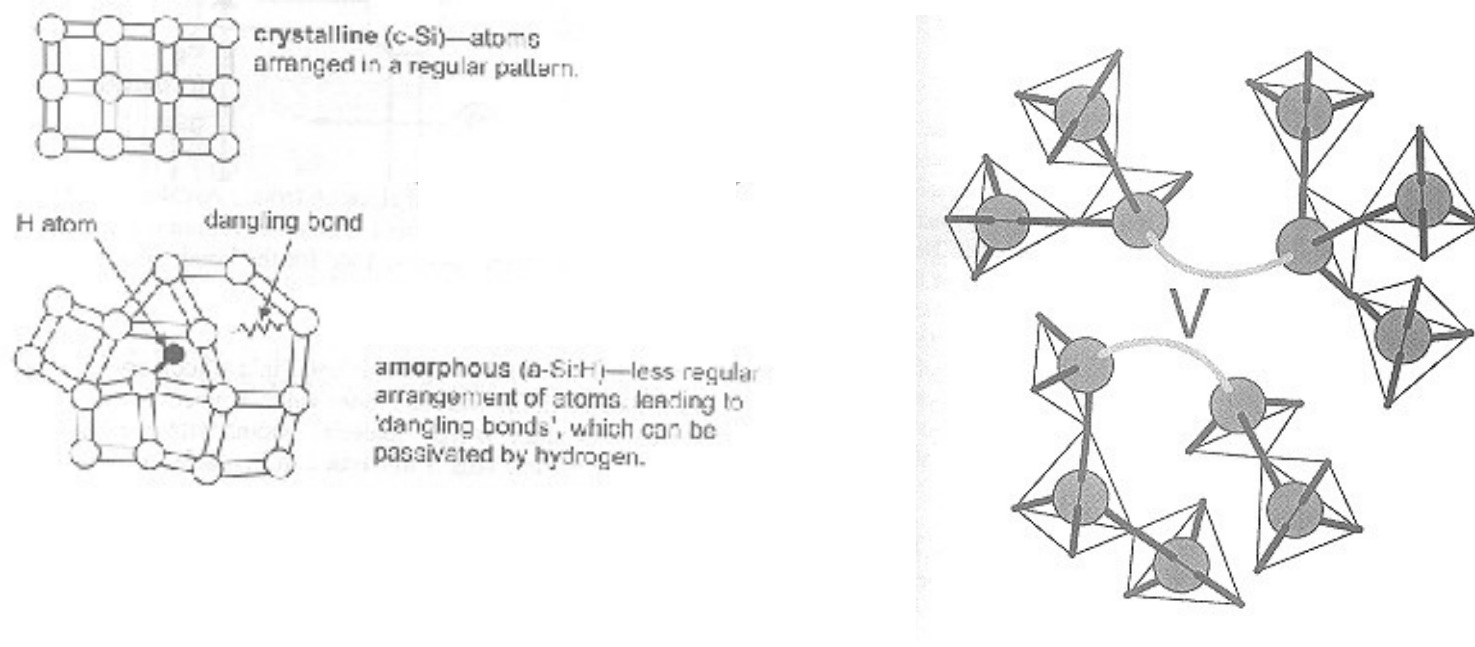 crystalline (c-Si)—atoms
arranged in a regular pattern.
H atom
dangling bond
amorphous (a-Si:H)—less regular
arrangement of atoms, leading to
'dangling bonds', which can be
passivated by hydrogen.
V